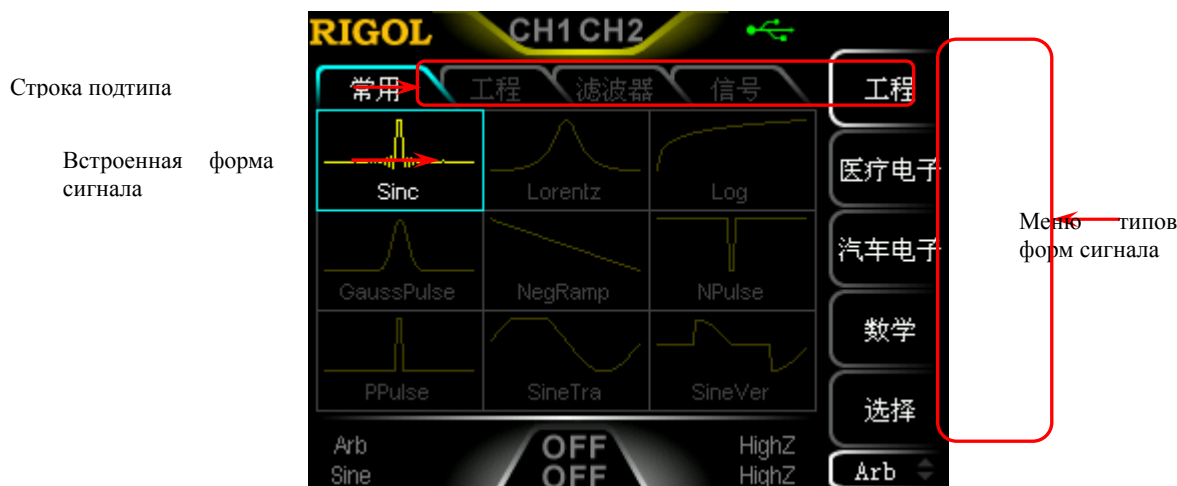 RIGOL CH1 CH2
Строка подтипа
常用 工程 滤波器 信号
工程
Встроенная форма
сигнала
Sinc Lorentz Log
医疗电子
Меню типов
форм сигнала
汽车电子
GaussPulse NegRamp NPulse
数学
PPulse SineTra SineVer
选择
Arb OFF HighZ
Sine OFF HighZ
Arb